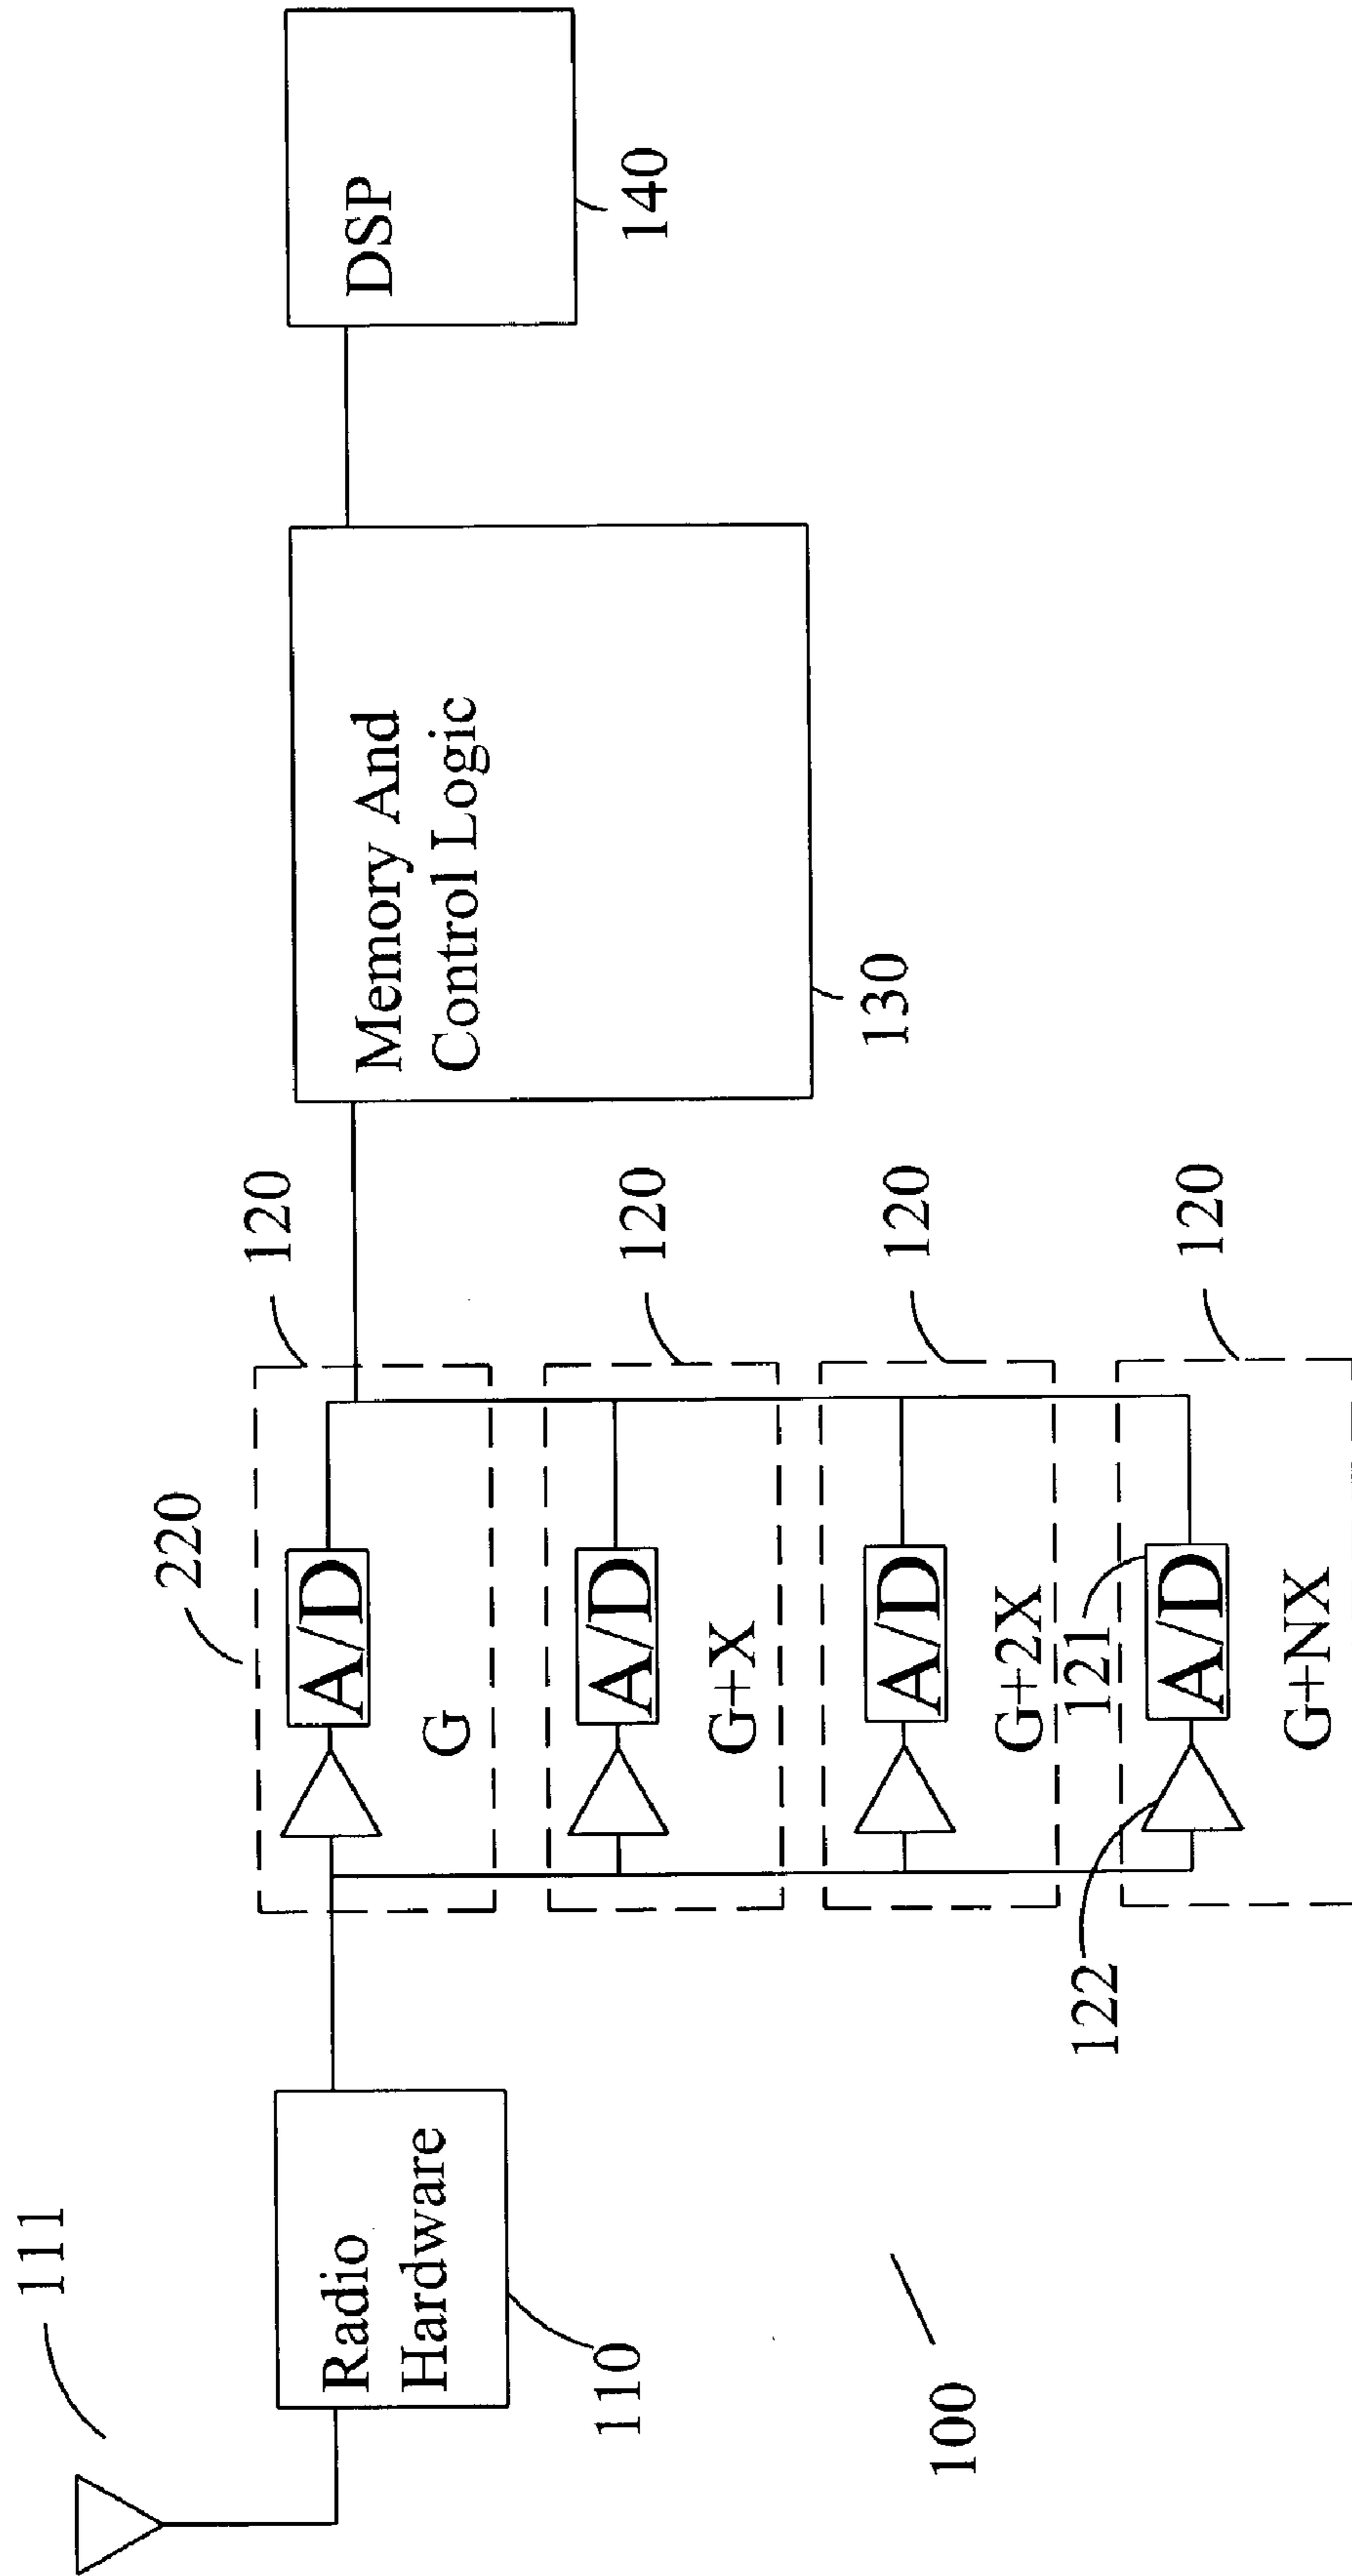 111
Radio
Hardware
110
100
220
120
A/D
G
120
A/D
G+X
120
A/D
G+2X
120
121
A/D
122
G+NX
Memory And
Control Logic
130
DSP
140